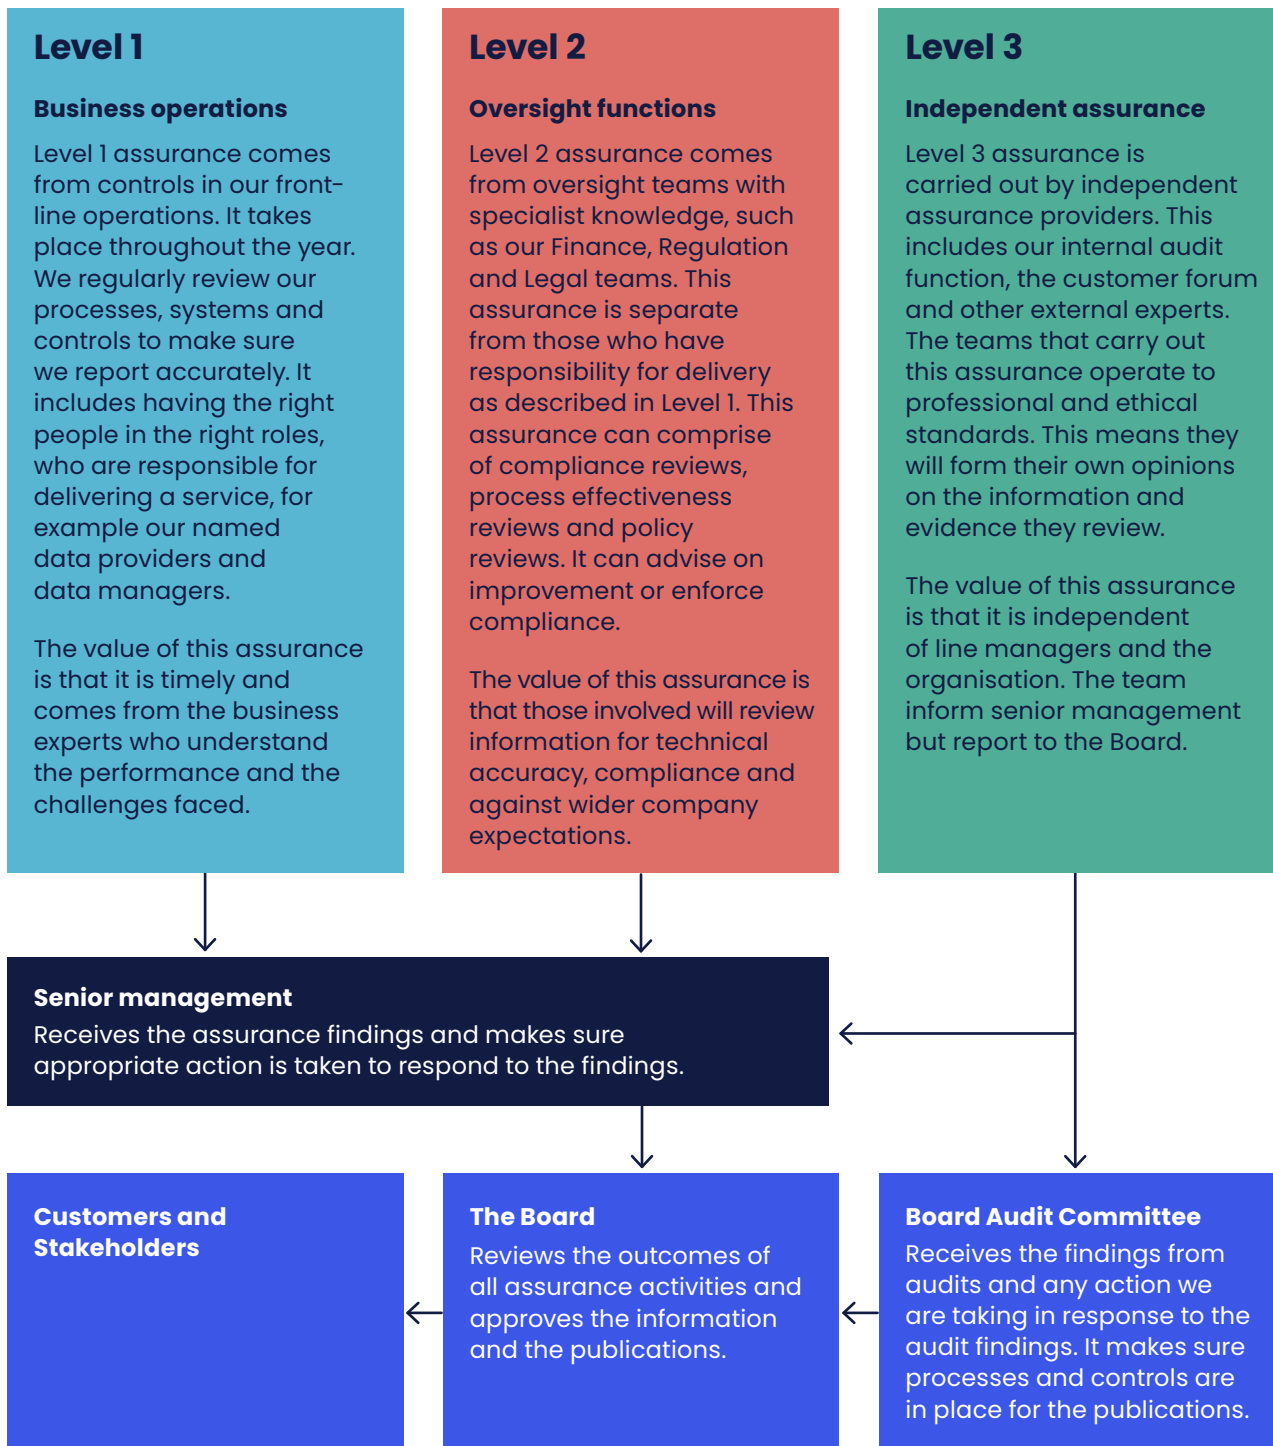 Level 1
Business operations
Level 1 assurance comes
from controls in our front-
line operations. It takes
place throughout the year.
We regularly review our
processes, systems and
controls to make sure
we report accurately. It
includes having the right
people in the right roles,
who are responsible for
delivering a service, for
example our named
data providers and
data managers.
The value of this assurance
is that it is timely and
comes from the business
experts who understand
the performance and the
challenges faced.
Level 2
Oversight functions
Level 2 assurance comes
from oversight teams with
specialist knowledge, such
as our Finance, Regulation
and Legal teams. This
assurance is separate
from those who have
responsibility for delivery
as described in Level 1. This
assurance can comprise
of compliance reviews,
process effectiveness
reviews and policy
reviews. It can advise on
improvement or enforce
compliance.
The value of this assurance is
that those involved will review
information for technical
accuracy, compliance and
against wider company
expectations.
Level 3
Independent assurance
Level 3 assurance is
carried out by independent
assurance providers. This
includes our internal audit
function, the customer forum
and other external experts.
The teams that carry out
this assurance operate to
professional and ethical
standards. This means they
will form their own opinions
on the information and
evidence they review.
The value of this assurance
is that it is independent
of line managers and the
organisation. The team
inform senior management
but report to the Board.
Senior management
Receives the assurance findings and makes sure
appropriate action is taken to respond to the findings.
Customers and
Stakeholders
The Board
Reviews the outcomes of
all assurance activities and
approves the information
and the publications.
Board Audit Committee
Receives the findings from
audits and any action we
are taking in response to the
audit findings. It makes sure
processes and controls are
in place for the publications.